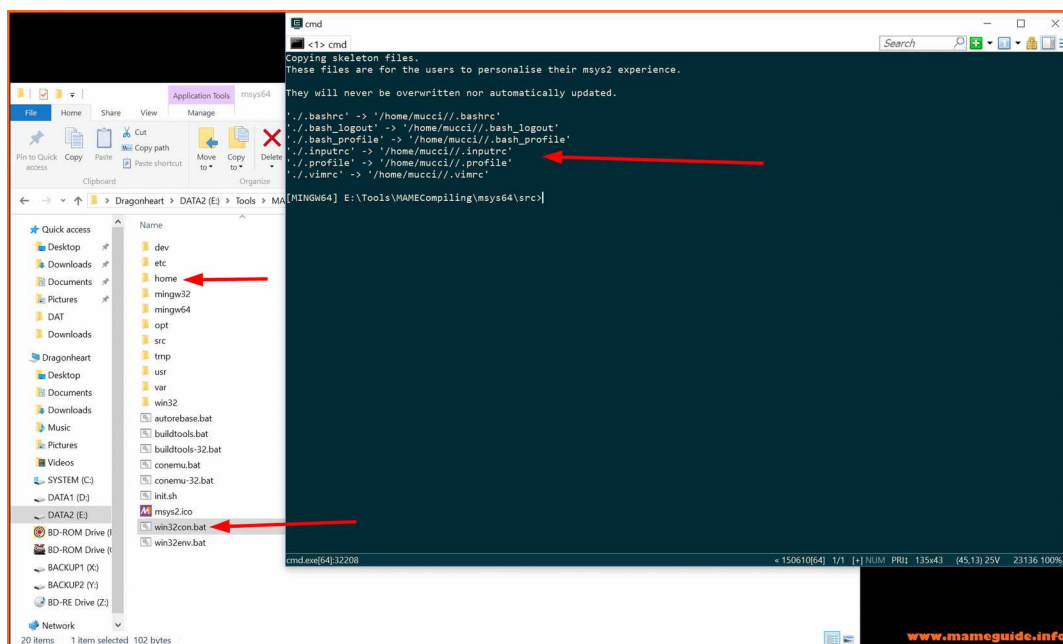 cmd
<1> cmd
Search
Copying skeleton files.
These files are for the users to personalise their msys2 experience.
They will never be overwritten nor automatically updated.
'./.bashrc' -> '/home/mucci//.bashrc'
'./.bash_logout' -> '/home/mucci//.bash_logout'
'./.bash_profile' -> '/home/mucci//.bash_profile'
'./.inputrc' -> '/home/mucci//.inputrc'
'./.profile' -> '/home/mucci//.profile'
'./.vimrc' -> '/home/mucci//.vimrc'
[MINGW64] E:\Tools\MAMECompiling\msys64\src>
cmd.exe[64]:32208
« 150610[64] 1/1 [+] NUM PRI↕ 135x43 (45,13) 25V 23136 100%
Application Tools
msys64
File
Home
Share
View
Manage
Pin to Quick access
Copy
Paste
Cut
Copy path
Paste shortcut
Move to
Copy to
Delete
Clipboard
Organize
Dragonheart > DATA2 (E:) > Tools > MA
Quick access
Desktop
Downloads
Documents
Pictures
DAT
Downloads
Dragonheart
Desktop
Documents
Downloads
Music
Pictures
Videos
SYSTEM (C:)
DATA1 (D:)
DATA2 (E:)
BD-ROM Drive (
BD-ROM Drive (
BACKUP1 (X:)
BACKUP2 (Y:)
BD-RE Drive (Z:)
Network
Name
dev
etc
home
mingw32
mingw64
opt
src
tmp
usr
var
win32
autorebase.bat
buildtools.bat
buildtools-32.bat
conemu.bat
conemu-32.bat
init.sh
msys2.ico
win32con.bat
win32env.bat
20 items
1 item selected
102 bytes
www.mameguide.info